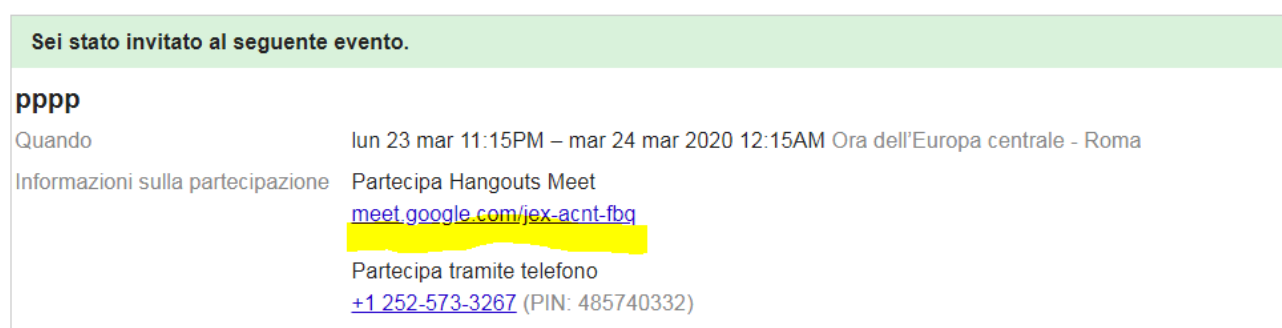 Sei stato invitato al seguente evento.
pppp
Quando lun 23 mar 11:15PM – mar 24 mar 2020 12:15AM Ora dell'Europa centrale - Roma
Informazioni sulla partecipazione Partecipa Hangouts Meet
meet.google.com/jex-acnt-fbq
Partecipa tramite telefono
+1 252-573-3267 (PIN: 485740332)